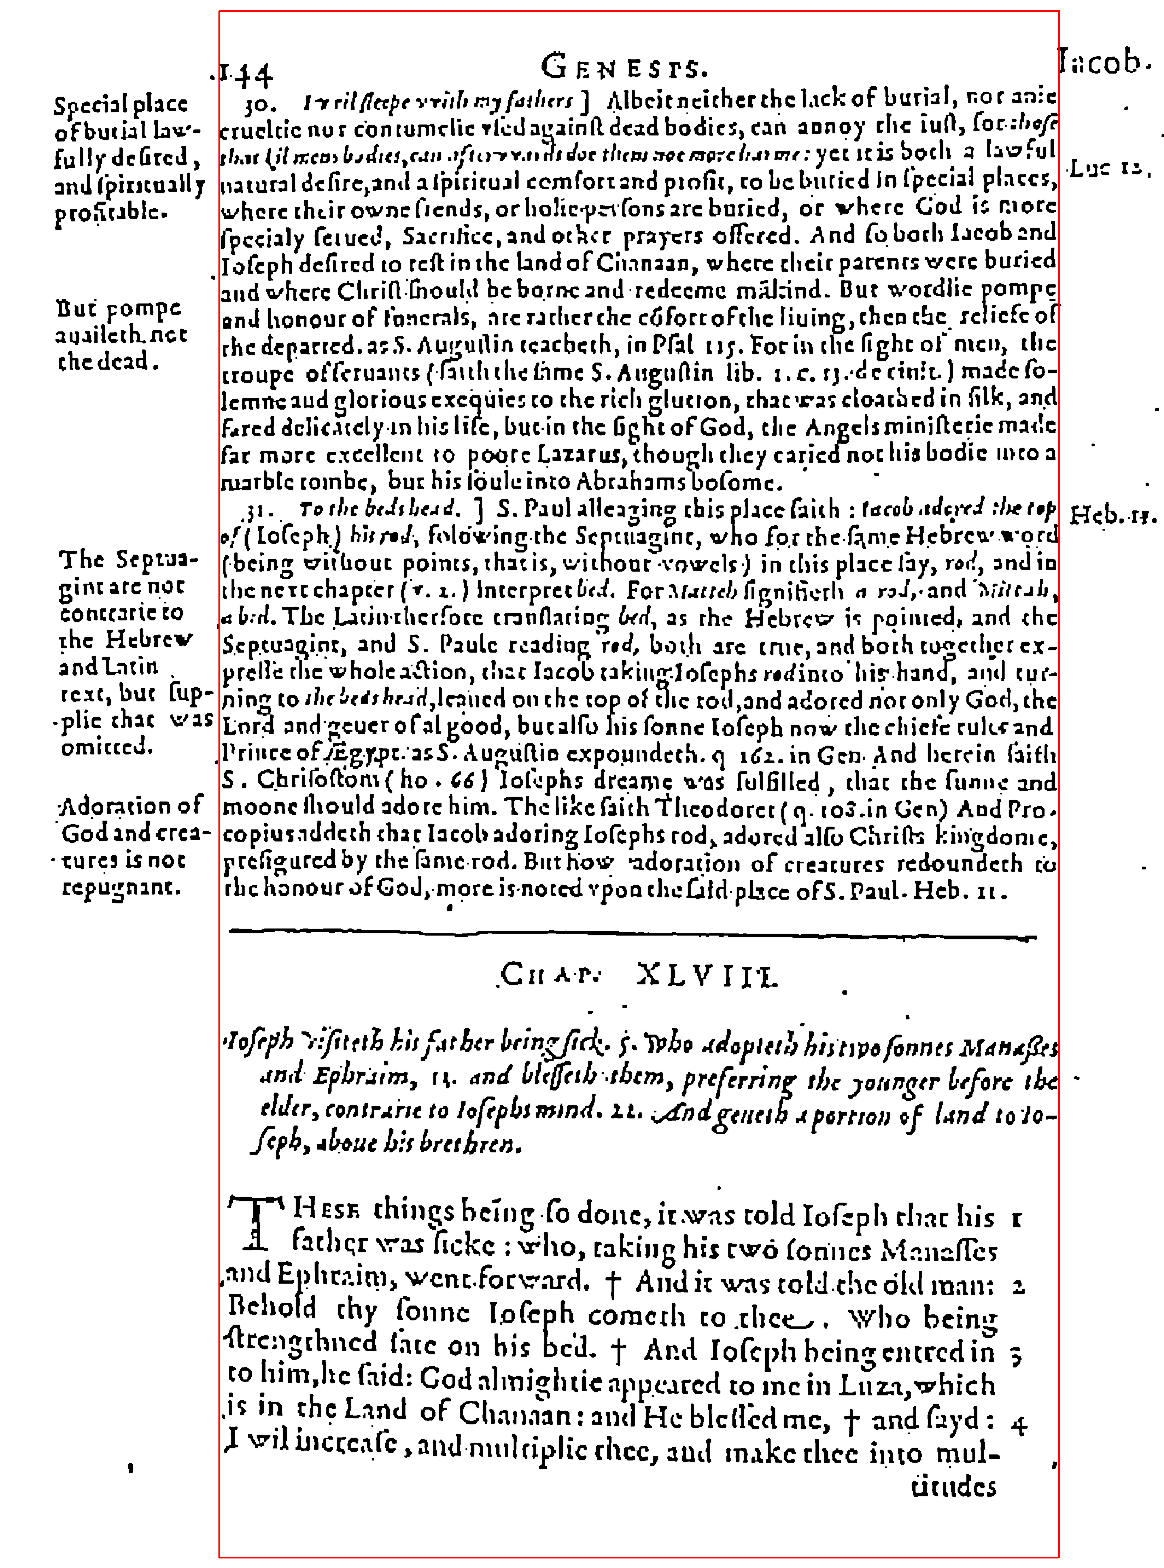 144 GENESIS. Iacob.
30. I vvil sleepe vvith my fathers ] Albeit neither the lack of burial, nor anie
crueltie nor contumelie vsed against dead bodies, can annoy the iust, for those
that kil mens bodies, can aftervvards doe them not more harme: yet it is both a lawful
natural desire, and a spiritual comfort and profit, to be buried in special places,
where their owne friends, or holie persons are buried, or where God is more
specialy serued, Sacrifice, and other prayers offered. And so both Iacob and
Ioseph desired to rest in the land of Chanaan, where their parents were buried
and where Christ should be borne and redeeme mãkind. But wordlie pompe
and honour of funerals, are rather the cõfort of the liuing, then the reliefe of
the departed. as S. Augustin teacheth, in Psal 115. For in the sight of men, the
troupe of seruants ( saith the same S. Augustin lib. 1. c. 13. de ciuit. ) made so-
lemne and glorious exequies to the rich glutton, that was cloathed in silk, and
fared delicately in his life, but in the sight of God, the Angels ministerie made
far more excellent to poore Lazarus, though they caried not his bodie into a
marble tombe, but his soule into Abrahams bosome.
31. To the beds head. ] S. Paul alleaging this place saith : Iacob adored the top
of ( Ioseph ) his rod, folowing the Septuagint, who for the same Hebrew word
( being without points, that is, without vowels ) in this place say, rod, and in
the next chapter ( v. 2. ) Interpret bed. For Matteh signifieth a rod, and Mittah,
a bed. The Latin therfore translating bed, as the Hebrew is pointed, and the
Septuagint, and S. Paule reading rod, both are true, and both together ex-
presse the whole action, that Iacob taking Iosephs rod into his hand, and tur-
ning to the beds head, leaned on the top of the rod, and adored not only God, the
Lord and geuer of al good, but also his sonne Ioseph now the chiefe ruler and
Prince of Ægypt. as S. Augustin expoundeth. q 162. in Gen. And herein saith
S. Chrisostom ( ho. 66 ) Iosephs dreame was fulfilled, that the sunne and
moone should adore him. The like saith Theodoret ( q. 108. in Gen) And Pro-
copius addeth that Iacob adoring Iosephs rod, adored also Christs kingdome,
prefigured by the same rod. But how adoration of creatures redoundeth to
the honour of God, more is noted vpon the said place of S. Paul. Heb. 11.
Special place
of burial law-
fully desired,
and spiritually
profitable.
But pompe
auaileth not
the dead.
The Septua-
gint are not
contrarie to
the Hebrew
and Latin
text, but sup-
plie that was
omitted.
Adoration of
God and crea-
tures is not
repugnant.
Luc 12.
Heb. 11.
CHAP. XLVIII.
Ioseph visiteth his father being sick. 5. Who adopteth his two sonnes Manasses
and Ephraim, 13. and blesseth them, preferring the younger before the
elder, contrarie to Iosephs mind. 22. And geueth a portion of land to Io-
seph, aboue his brethren.
THESE things being so done, it was told Ioseph that his 1
father was sicke : who, taking his two sonnes Manasses
and Ephraim, went forward. † And it was told the old man: 2
Behold thy sonne Ioseph cometh to thee. Who being
strengthned sate on his bed. † And Ioseph being entred in 3
to him, he said: God almightie appeared to me in Luza, which
is in the Land of Chanaan: and He blessed me, † and sayd: 4
I wil increase, and multiplie thee, and make thee into mul-
titudes